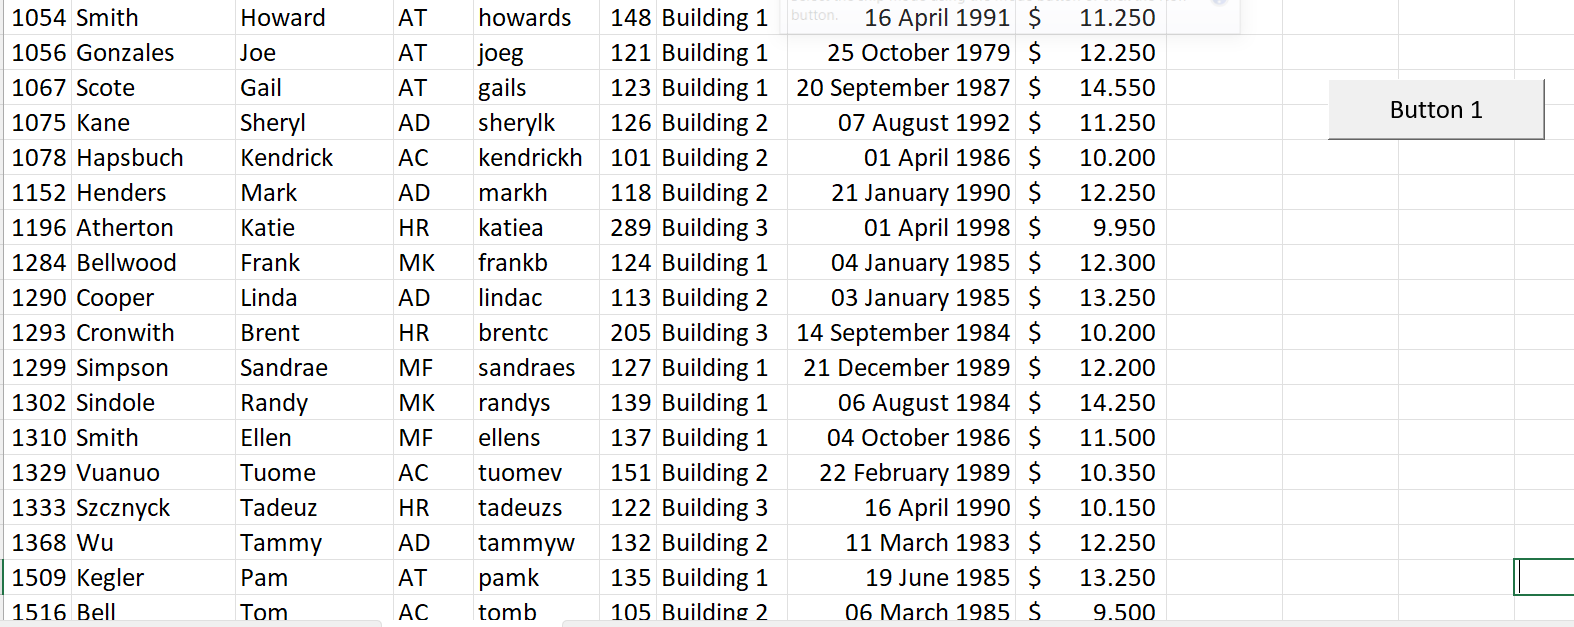 button.
1054 Smith Howard AT howards 148 Building 1 16 April 1991 $ 11.250
1056 Gonzales Joe AT joeg 121 Building 1 25 October 1979 $ 12.250
1067 Scote Gail AT gails 123 Building 1 20 September 1987 $ 14.550
Button 1
1075 Kane Sheryl AD sherylk 126 Building 2 07 August 1992 $ 11.250
1078 Hapsbuch Kendrick AC kendrickh 101 Building 2 01 April 1986 $ 10.200
1152 Henders Mark AD markh 118 Building 2 21 January 1990 $ 12.250
1196 Atherton Katie HR katiea 289 Building 3 01 April 1998 $ 9.950
1284 Bellwood Frank MK frankb 124 Building 1 04 January 1985 $ 12.300
1290 Cooper Linda AD lindac 113 Building 2 03 January 1985 $ 13.250
1293 Cronwith Brent HR brentc 205 Building 3 14 September 1984 $ 10.200
1299 Simpson Sandrae MF sandraes 127 Building 1 21 December 1989 $ 12.200
1302 Sindole Randy MK randys 139 Building 1 06 August 1984 $ 14.250
1310 Smith Ellen MF ellens 137 Building 1 04 October 1986 $ 11.500
1329 Vuanuo Tuome AC tuomev 151 Building 2 22 February 1989 $ 10.350
1333 Szcznyck Tadeuz HR tadeuzs 122 Building 3 16 April 1990 $ 10.150
1368 Wu Tammy AD tammyw 132 Building 2 11 March 1983 $ 12.250
1509 Kegler Pam AT pamk 135 Building 1 19 June 1985 $ 13.250
1516 Bell Tom AC tomb 105 Building 2 06 March 1985 $ 9.500